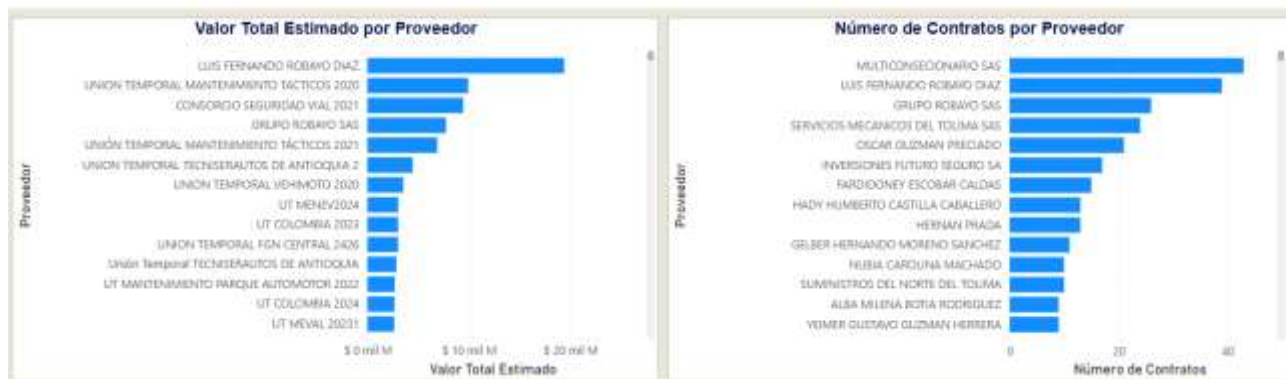 Valor Total Estimado por Proveedor
LUIS FERNANDO ROBAYO DIAZ
UNION TEMPORAL MANTENIMIENTO TACTICOS 2020
CONSORCIO SEGURIDAD VIAL 2021
GRUPO ROBAYO SAS
UNIÓN TEMPORAL MANTENIMIENTO TÁCTICOS 2021
UNION TEMPORAL TECNISERAUTOS DE ANTIOQUIA 2
UNION TEMPORAL VEHIMOTO 2020
UT MENEV2024
UT COLOMBIA 2023
UNION TEMPORAL FGN CENTRAL 2426
Unión Temporal TECNISERAUTOS DE ANTIOQUIA
UT MANTENIMIENTO PARQUE AUTOMOTOR 2022
UT COLOMBIA 2024
UT MEVAL 20231
Proveedor
$ 0 mil M $ 10 mil M $ 20 mil M
Valor Total Estimado
Número de Contratos por Proveedor
MULTICONSECIONARIO SAS
LUIS FERNANDO ROBAYO DIAZ
GRUPO ROBAYO SAS
SERVICIOS MECANICOS DEL TOLIMA SAS
OSCAR GUZMAN PRECIADO
INVERSIONES FUTURO SEGURO SA
FARDIDONEY ESCOBAR CALDAS
HADY HUMBERTO CASTILLA CABALLERO
HERNAN PRADA
GELBER HERNANDO MORENO SANCHEZ
NUBIA CAROLINA MACHADO
SUMINISTROS DEL NORTE DEL TOLIMA
ALBA MILENA BOTIA RODRIGUEZ
YEIMER GUSTAVO GUZMAN HERRERA
Proveedor
0 20 40
Número de Contratos